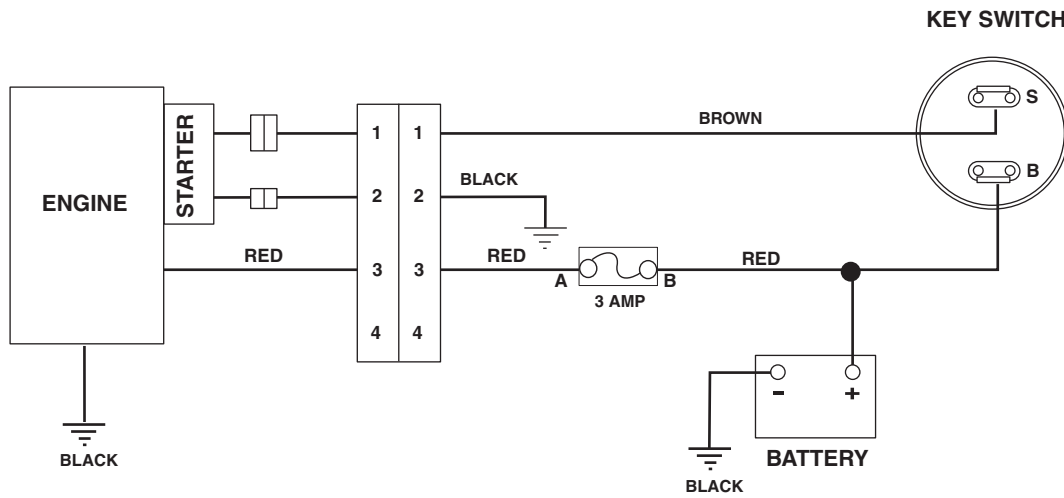 KEY SWITCH
S
BROWN
1 1
STARTER
B
BLACK
2 2
ENGINE
RED
RED
RED
3 3
A
B
3 AMP
4 4
-
+
BATTERY
BLACK
BLACK